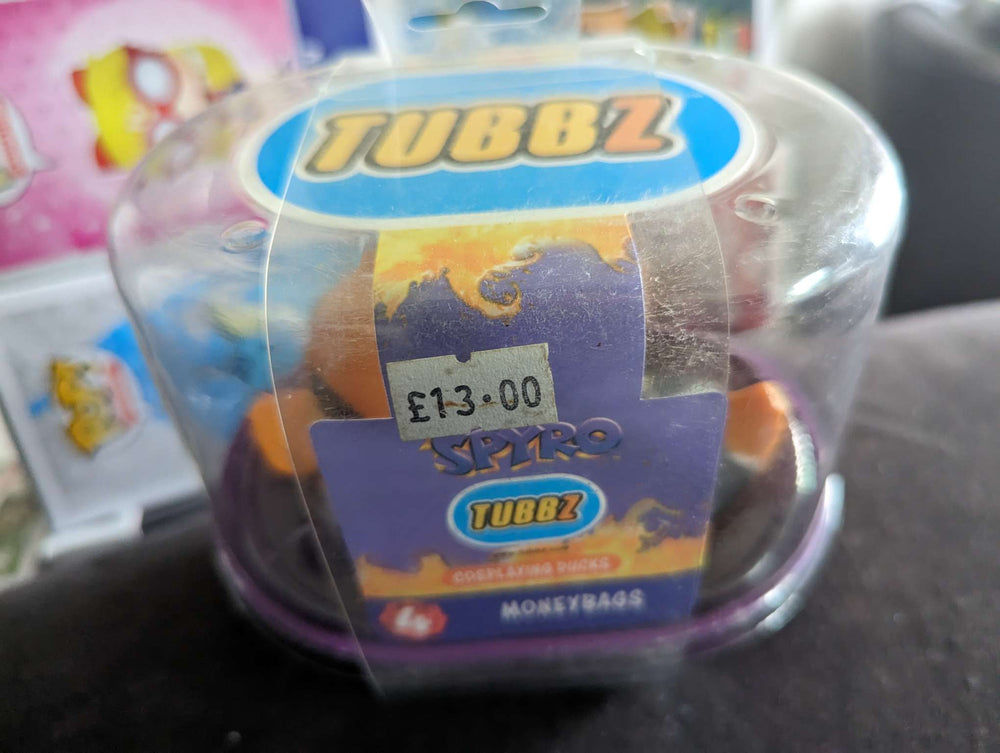 TUBBZ
£13.00
SPYRO
TUBBZ
COSPLAYING DUCKS
MONEYBAGS